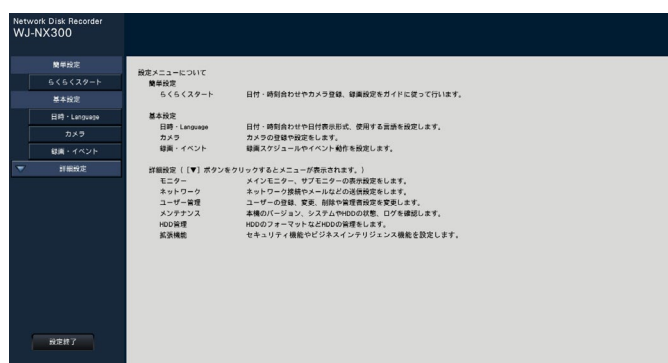 Network Disk Recorder
WJ-NX300
簡単設定
らくらくスタート
基本設定
日時・Language
カメラ
録画・イベント
▼ 詳細設定
設定終了
設定メニューについて
簡単設定
らくらくスタート 日付・時刻合わせやカメラ登録、録画設定をガイドに従って行います。
基本設定
日時・Language 日付・時刻合わせや日付表示形式、使用する言語を設定します。
カメラ カメラの登録や設定をします。
録画・イベント 録画スケジュールやイベント動作を設定します。
詳細設定（［▼］ボタンをクリックするとメニューが表示されます。）
モニター メインモニター、サブモニターの表示設定をします。
ネットワーク ネットワーク接続やメールなどの送信設定をします。
ユーザー管理 ユーザーの登録、変更、削除や管理者設定を変更します。
メンテナンス 本機のバージョン、システムやHDDの状態、ログを確認します。
HDD管理 HDDのフォーマットなどHDDの管理をします。
拡張機能 セキュリティ機能やビジネスインテリジェンス機能を設定します。